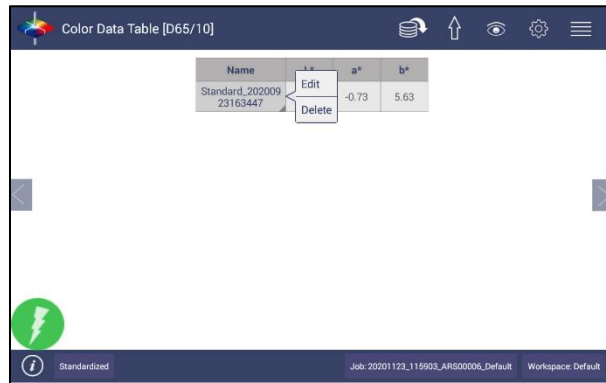 Color Data Table [D65/10]
Name a* b*
Standard_202009
23163447
-0.73 5.63
Edit
Delete
i Standardized Job: 20201123_115903_ARS00006_Default Workspace: Default